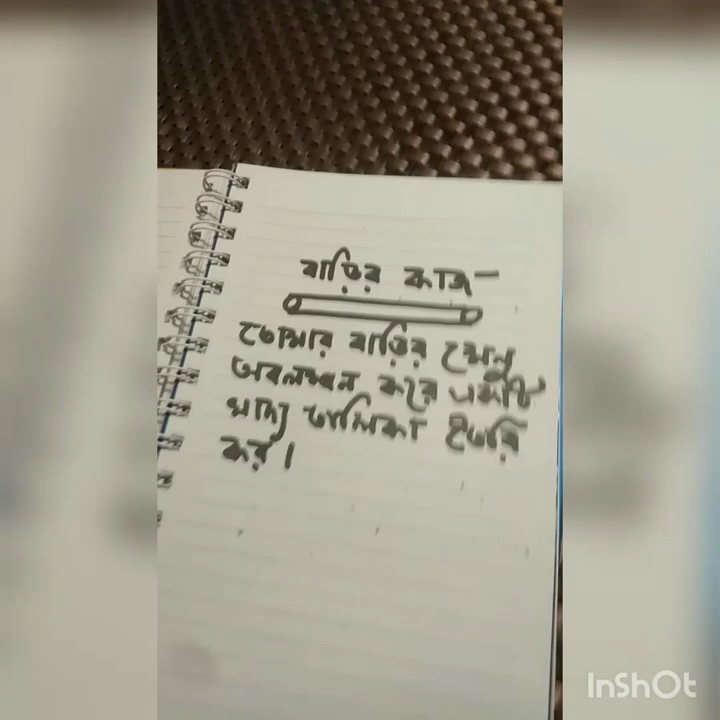 বাড়ির কাজ
তোমার বাড়ির মেনু
অবলম্বন করে একটি
খাদ্য তালিকা তৈরি
কর।
InShOt